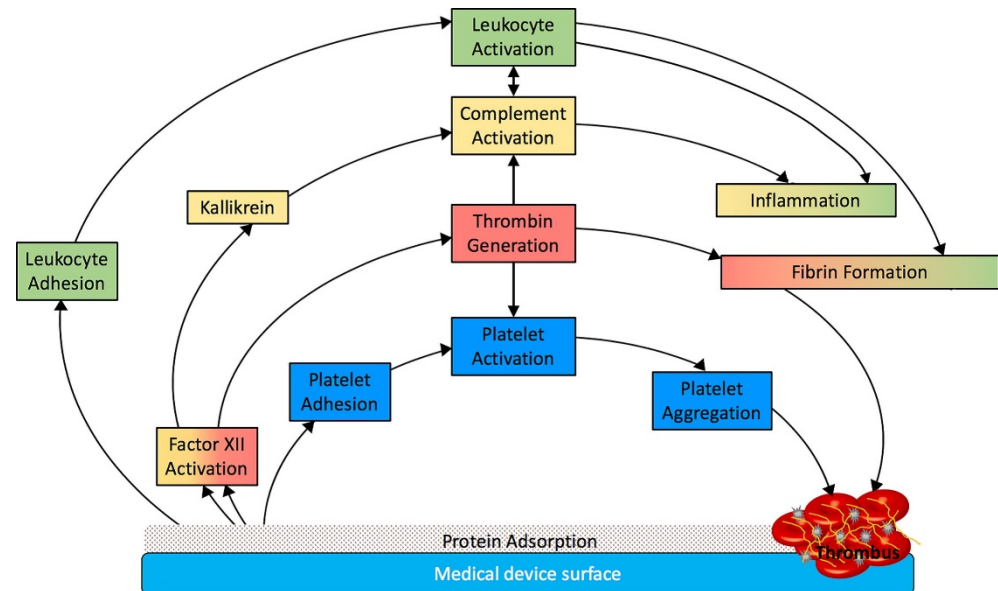 Leukocyte
Activation
Complement
Activation
Kallikrein
Inflammation
Thrombin
Generation
Leukocyte
Adhesion
Fibrin Formation
Platelet
Activation
Platelet
Adhesion
Platelet
Aggregation
Factor XII
Activation
Protein Adsorption
Thrombus
Medical device surface